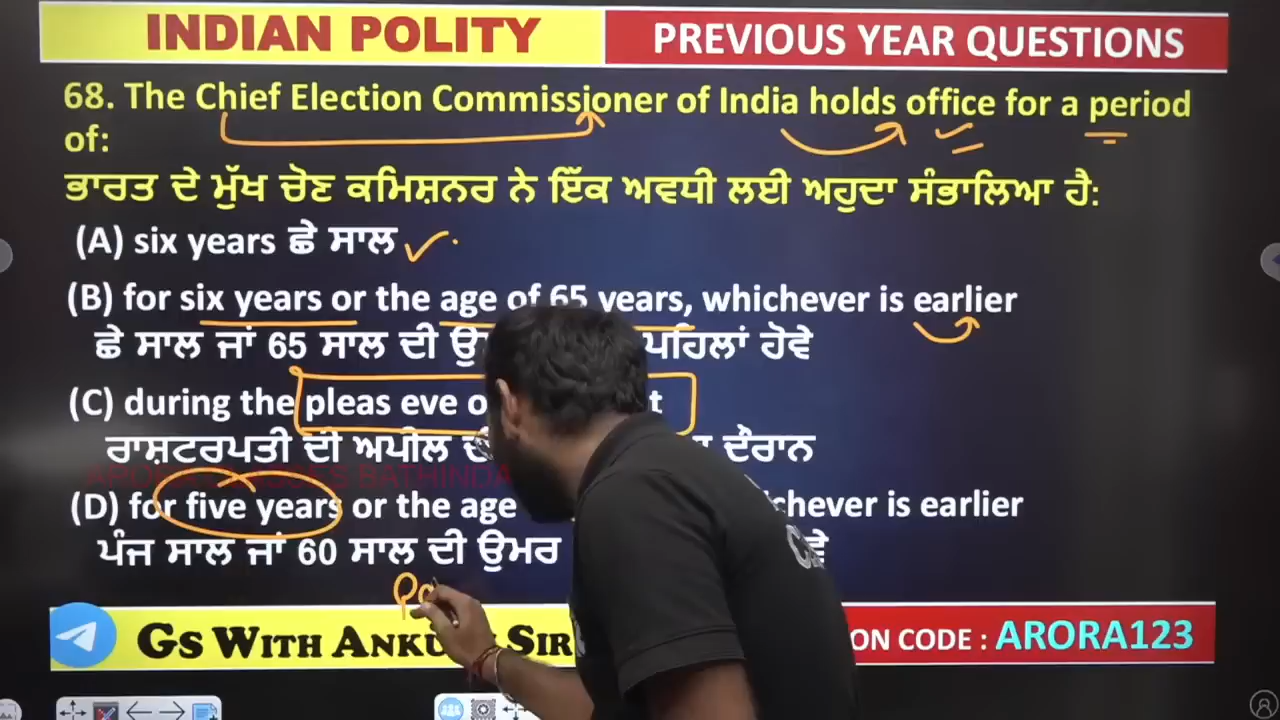 INDIAN POLITY
PREVIOUS YEAR QUESTIONS
68. The Chief Election Commissioner of India holds office for a period
of:
ਭਾਰਤ ਦੇ ਮੁੱਖ ਚੋਣ ਕਮਿਸ਼ਨਰ ਨੇ ਇੱਕ ਅਵਧੀ ਲਈ ਅਹੁਦਾ ਸੰਭਾਲਿਆ ਹੈ:
(A) six years ਛੇ ਸਾਲ
(B) for six years or the age of 65 years, whichever is earlier
ਛੇ ਸਾਲ ਜਾਂ 65 ਸਾਲ ਦੀ ਪਹਿਲਾਂ ਹੋਵੇ
(C) during the pleas eve
ਰਾਸ਼ਟਰਪਤੀ ਦੀ ਅਪੀਲ ਦੌਰਾਨ
ARORA CLASSES BATHINDA
(D) for five years or the age is earlier
ਪੰਜ ਸਾਲ ਜਾਂ 60 ਸਾਲ ਦੀ ਉਮਰ
GS WITH SIR
CODE : ARORA123